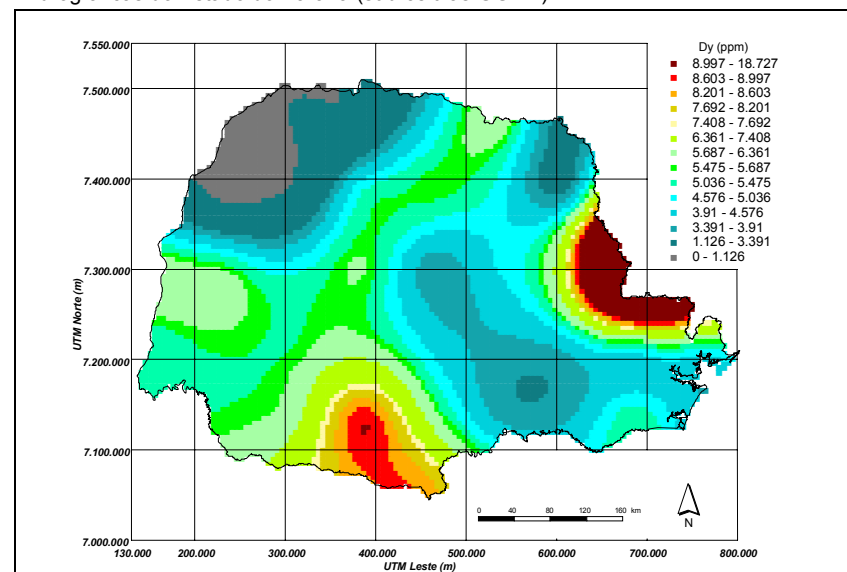 Dy (ppm)
8.997 - 18.727
8.603 - 8.997
8.201 - 8.603
7.692 - 8.201
7.408 - 7.692
6.361 - 7.408
5.687 - 6.361
5.475 - 5.687
5.036 - 5.475
4.576 - 5.036
3.91 - 4.576
3.391 - 3.91
1.126 - 3.391
0 - 1.126
7.550.000
7.500.000
7.400.000
7.300.000
7.200.000
7.100.000
7.000.000
UTM Norte (m)
0 40 80 120 160 km
N
130.000 200.000 300.000 400.000 500.000 600.000 700.000 800.000
UTM Leste (m)